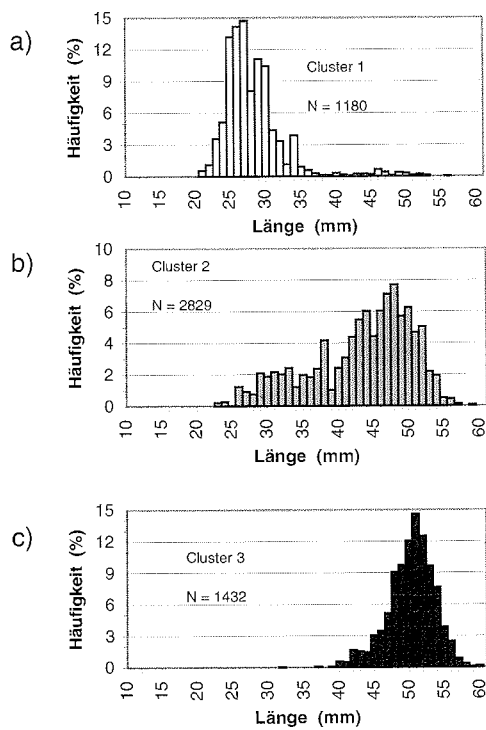 a)
Häufigkeit (%)
15
12
9
6
3
0
Cluster 1
N = 1180
10 15 20 25 30 35 40 45 50 55 60
Länge (mm)
b)
Häufigkeit (%)
10
8
6
4
2
0
Cluster 2
N = 2829
10 15 20 25 30 35 40 45 50 55 60
Länge (mm)
c)
Häufigkeit (%)
15
12
9
6
3
0
Cluster 3
N = 1432
10 15 20 25 30 35 40 45 50 55 60
Länge (mm)